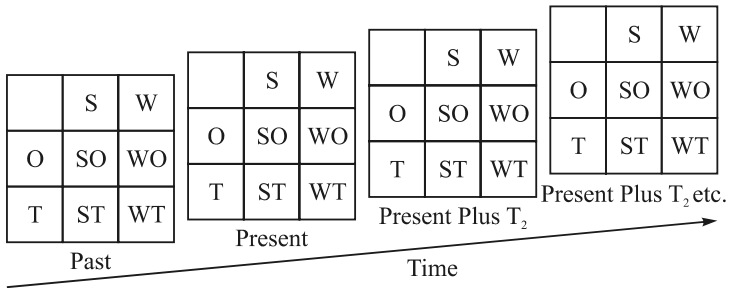 S W
O SO WO
T ST WT
Past
S W
O SO WO
T ST WT
Present
S W
O SO WO
T ST WT
Present Plus T₂
S W
O SO WO
T ST WT
Present Plus T₂ etc.
Time